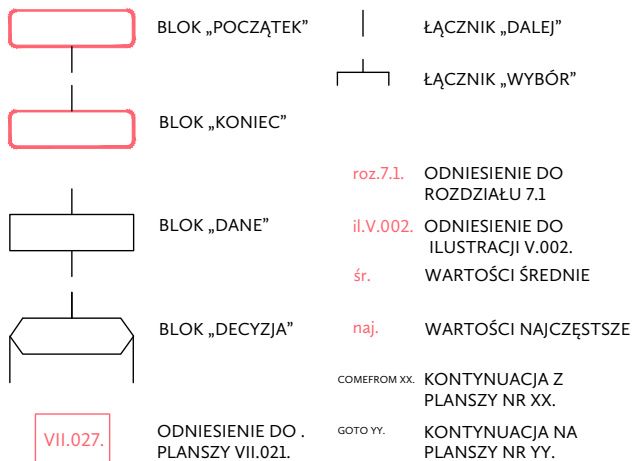 BLOK „POCZĄTEK”
BLOK „KONIEC”
BLOK „DANE”
BLOK „DECYZJA”
VII.027.
ODNIESIENIE DO .
PLANSZY VII.021.
ŁĄCZNIK „DALEJ”
ŁĄCZNIK „WYBÓR”
roz.7.1. ODNIESIENIE DO
ROZDZIAŁU 7.1
il.V.002. ODNIESIENIE DO
ILUSTRACJI V.002.
śr. WARTOŚCI ŚREDNIE
naj. WARTOŚCI NAJCZĘSTSZE
COMEFROM XX. KONTYNUACJA Z
PLANSZY NR XX.
GOTO YY. KONTYNUACJA NA
PLANSZY NR YY.